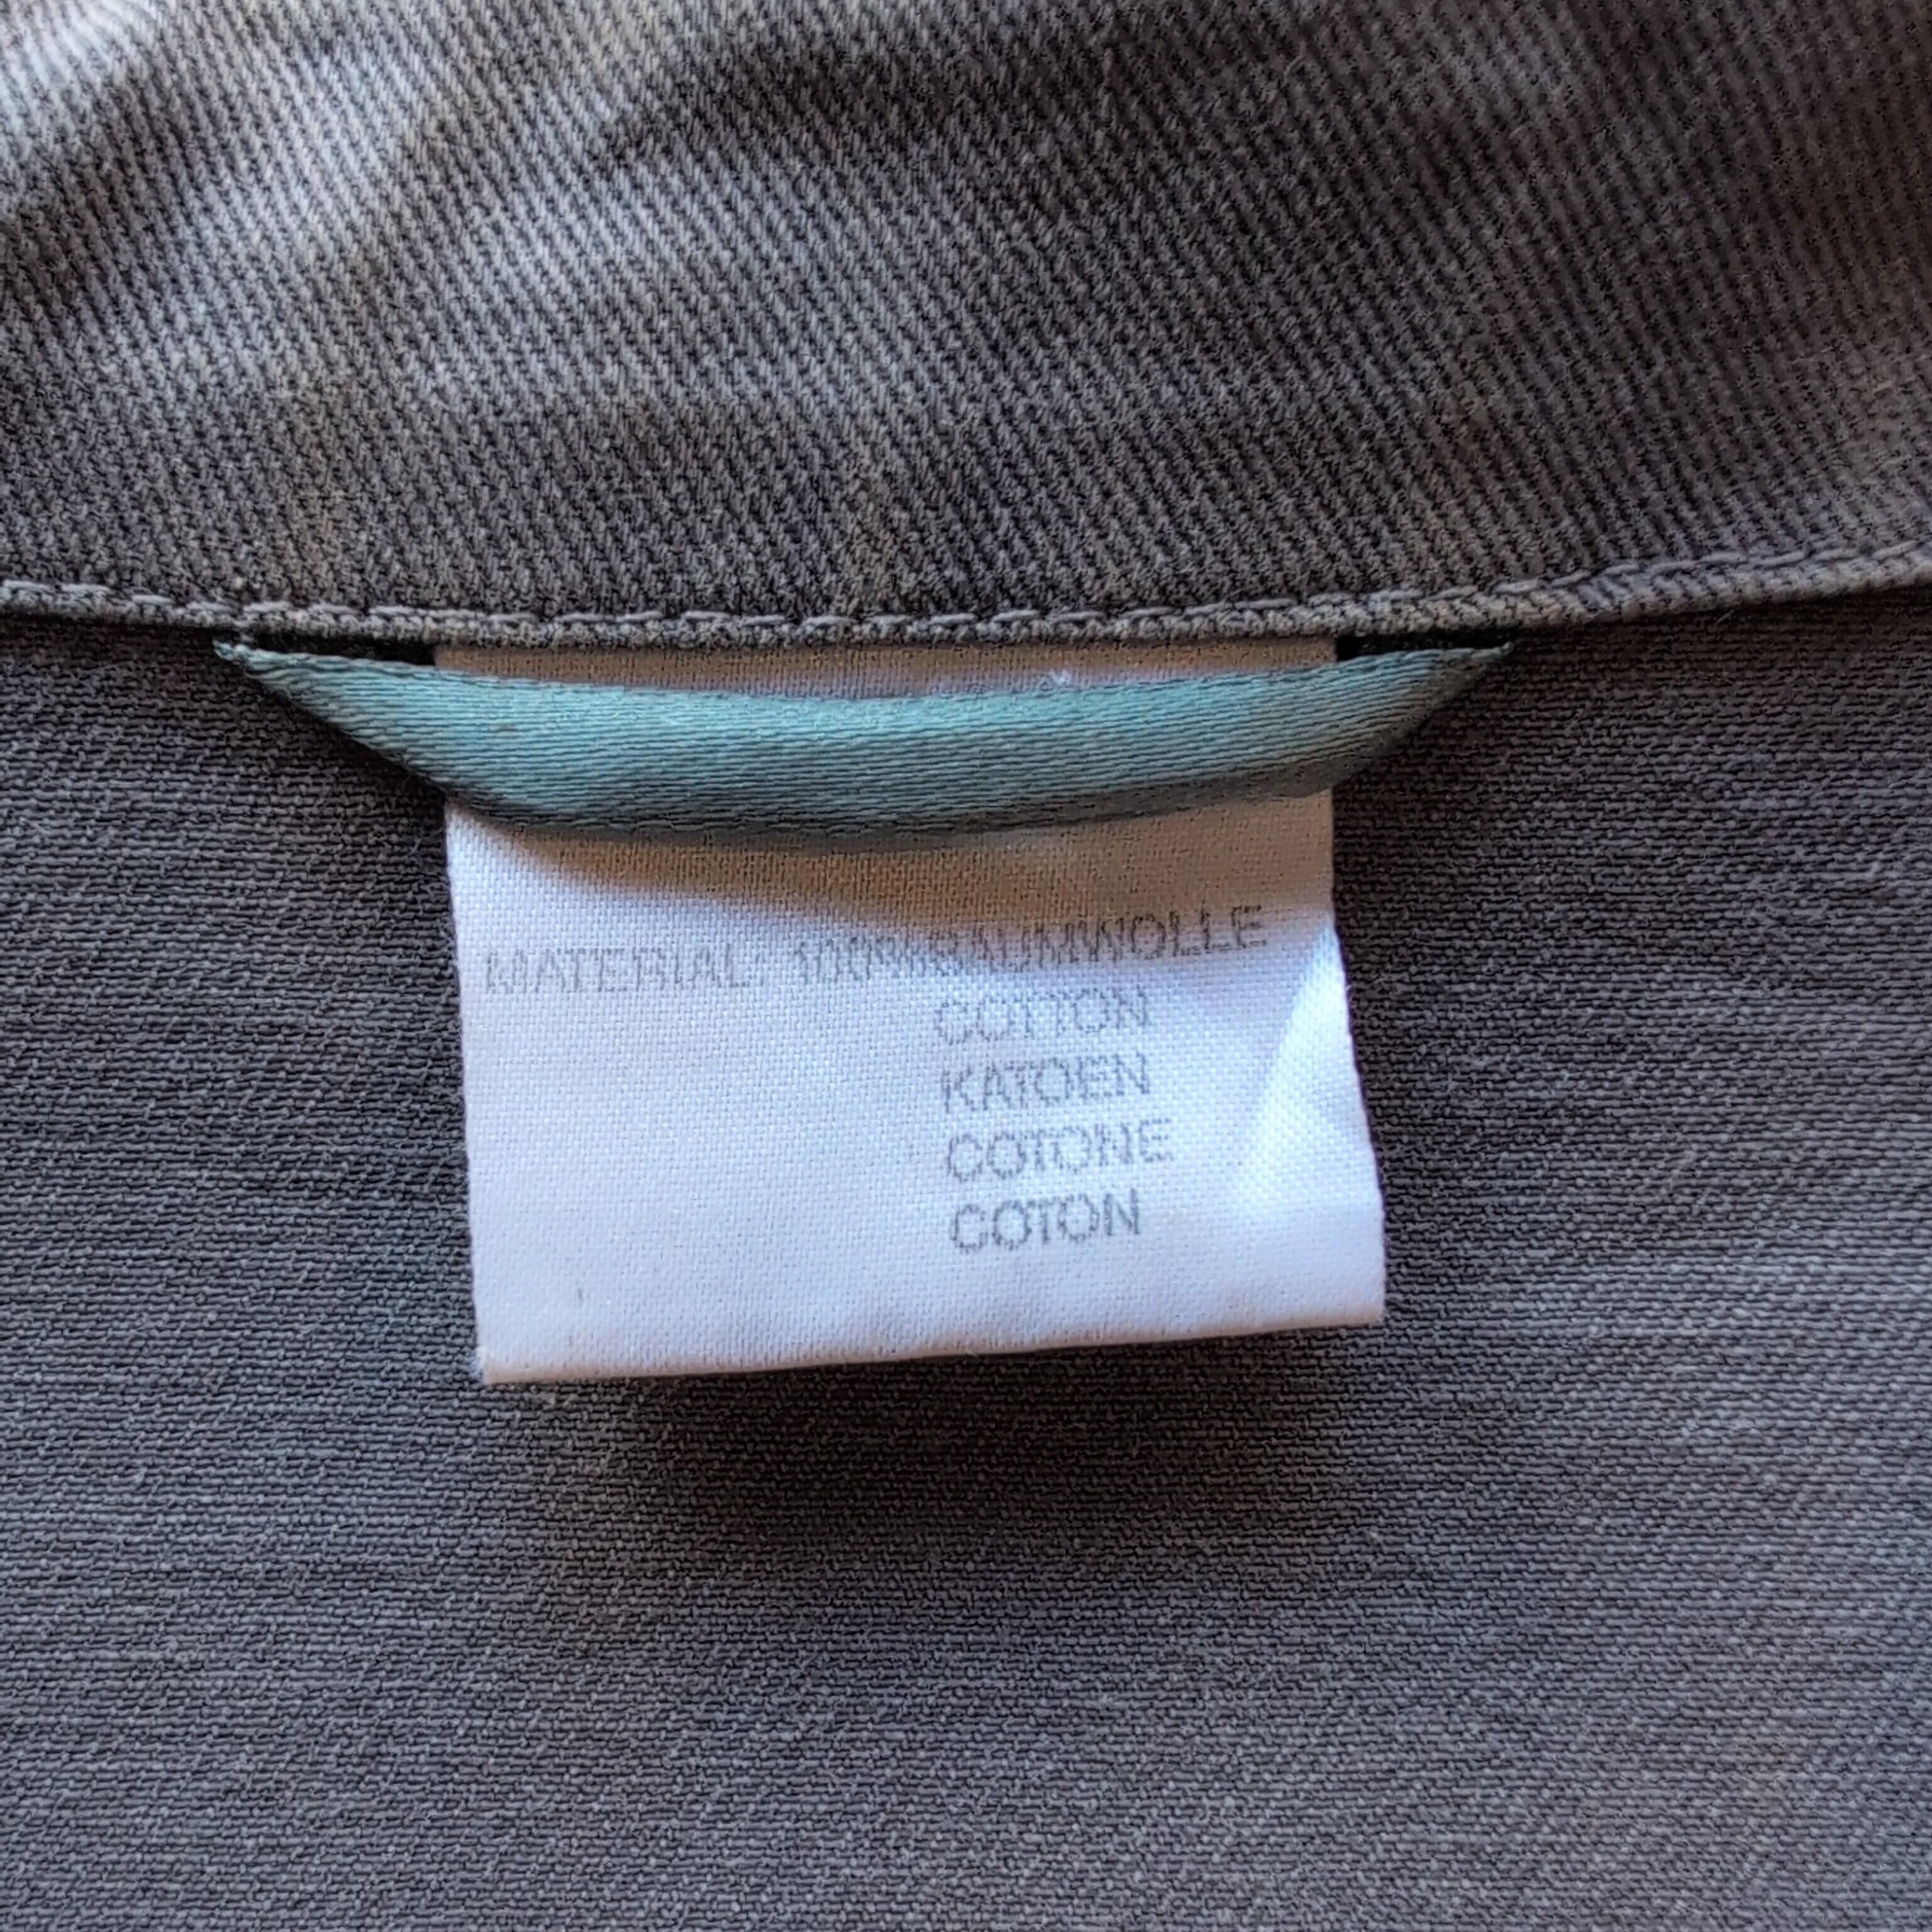 MATERIAL: 100%BAUMWOLLE
COTTON
KATOEN
COTONE
COTON